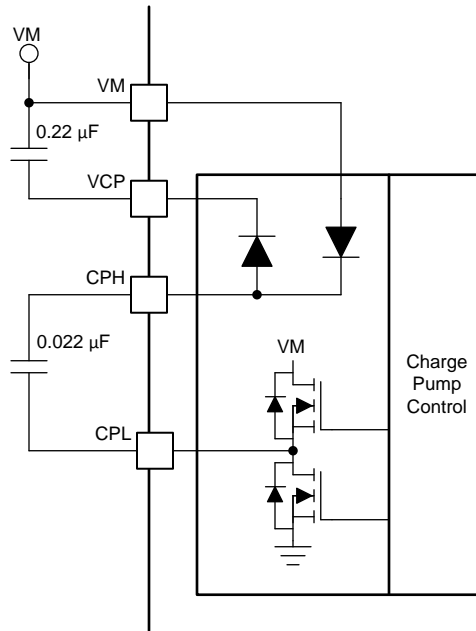 VM
VM
0.22 µF
VCP
CPH
0.022 µF
VM
Charge
Pump
Control
CPL